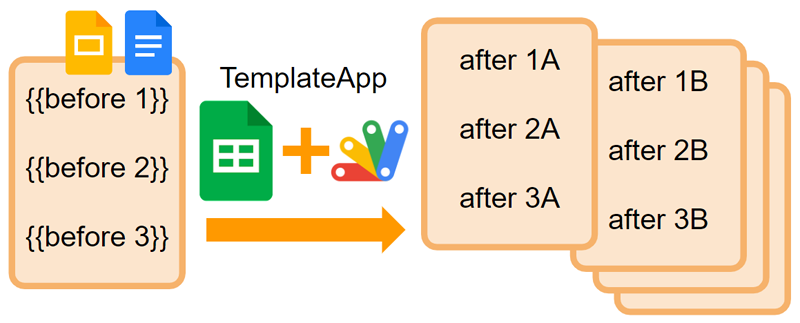 {{before 1}}
{{before 2}}
{{before 3}}
TemplateApp
after 1A
after 2A
after 3A
after 1B
after 2B
after 3B